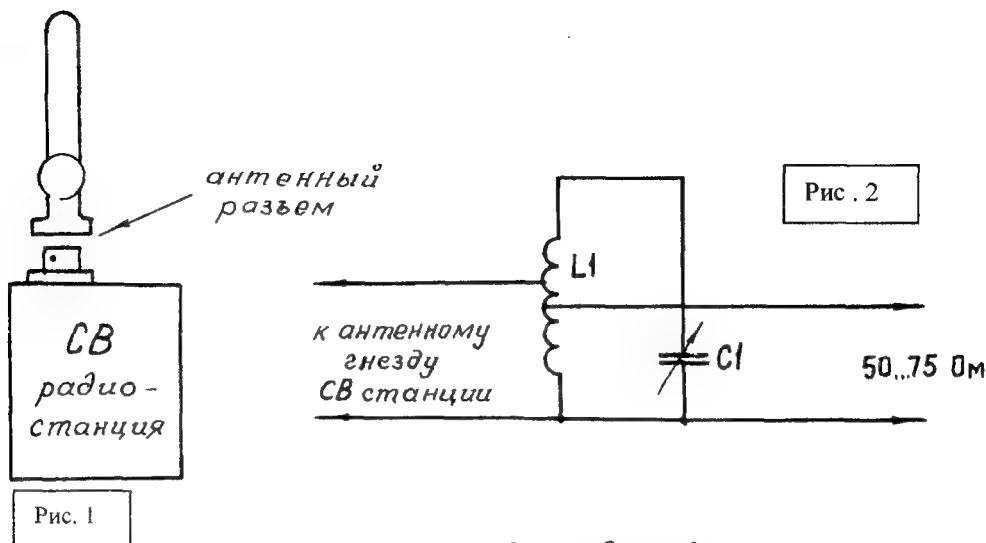 антенный
разъем
СВ
радио-
станция
Рис. 1
Рис . 2
L1
к антенному
гнезду
СВ станции
C1
50...75 Ом